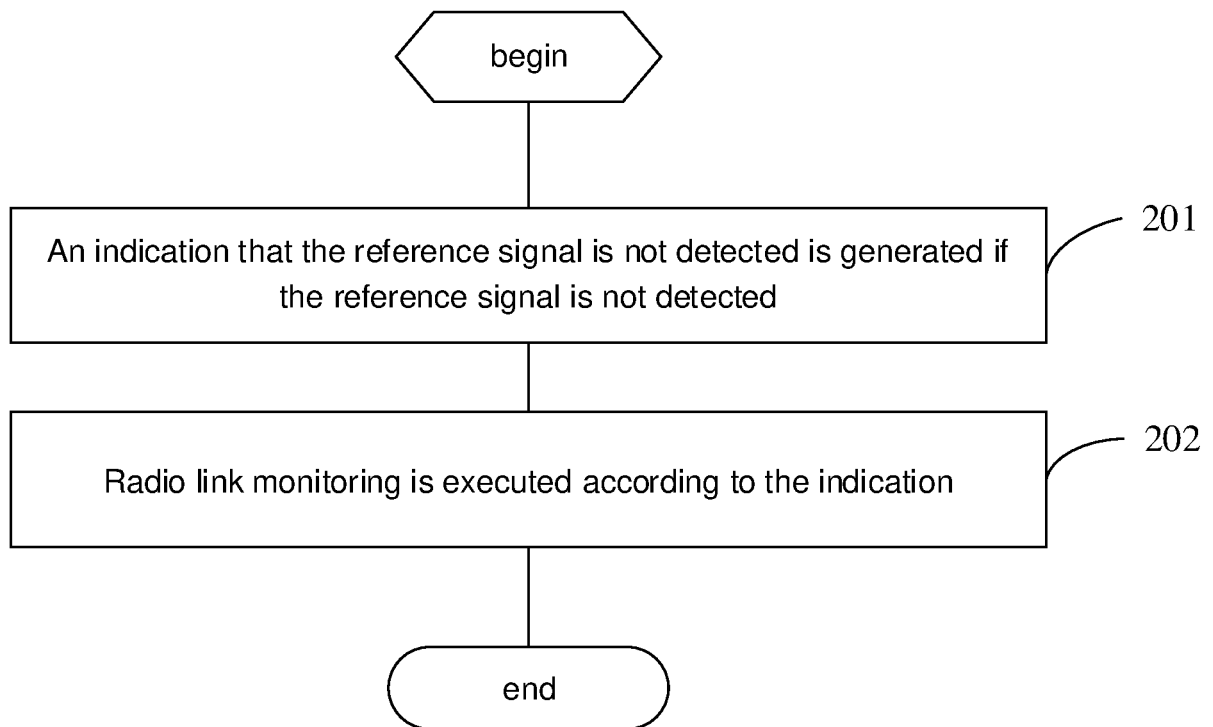 begin
An indication that the reference signal is not detected is generated if
the reference signal is not detected
201
Radio link monitoring is executed according to the indication
202
end